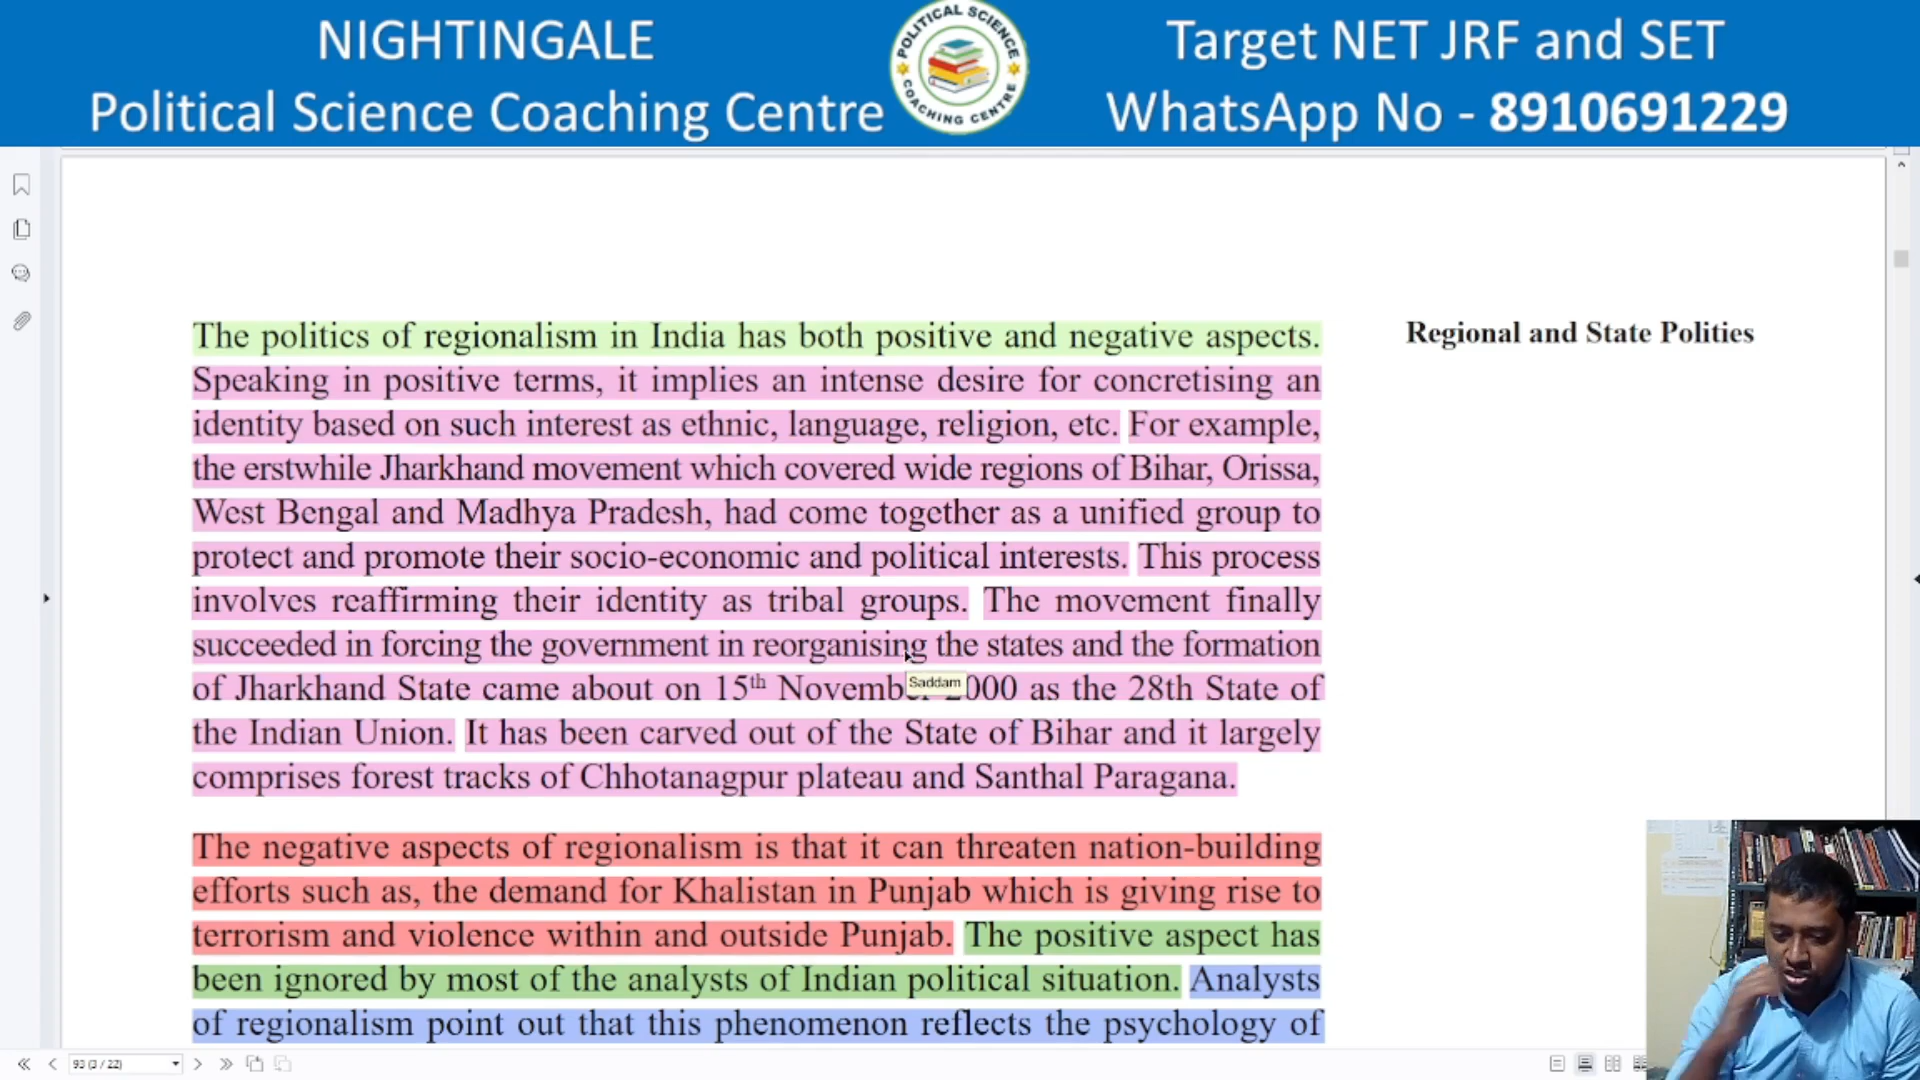 NIGHTINGALE
Political Science Coaching Centre
POLITICAL SCIENCE
COACHING CENTRE
Target NET JRF and SET
WhatsApp No - 8910691229
The politics of regionalism in India has both positive and negative aspects.
Speaking in positive terms, it implies an intense desire for concretising an
identity based on such interest as ethnic, language, religion, etc. For example,
the erstwhile Jharkhand movement which covered wide regions of Bihar, Orissa,
West Bengal and Madhya Pradesh, had come together as a unified group to
protect and promote their socio-economic and political interests. This process
involves reaffirming their identity as tribal groups. The movement finally
succeeded in forcing the government in reorganising the states and the formation
of Jharkhand State came about on 15th November 2000 as the 28th State of
the Indian Union. It has been carved out of the State of Bihar and it largely
comprises forest tracks of Chhotanagpur plateau and Santhal Paragana.
Regional and State Polities
Saddam
The negative aspects of regionalism is that it can threaten nation-building
efforts such as, the demand for Khalistan in Punjab which is giving rise to
terrorism and violence within and outside Punjab. The positive aspect has
been ignored by most of the analysts of Indian political situation. Analysts
of regionalism point out that this phenomenon reflects the psychology of
93 (3 / 22)